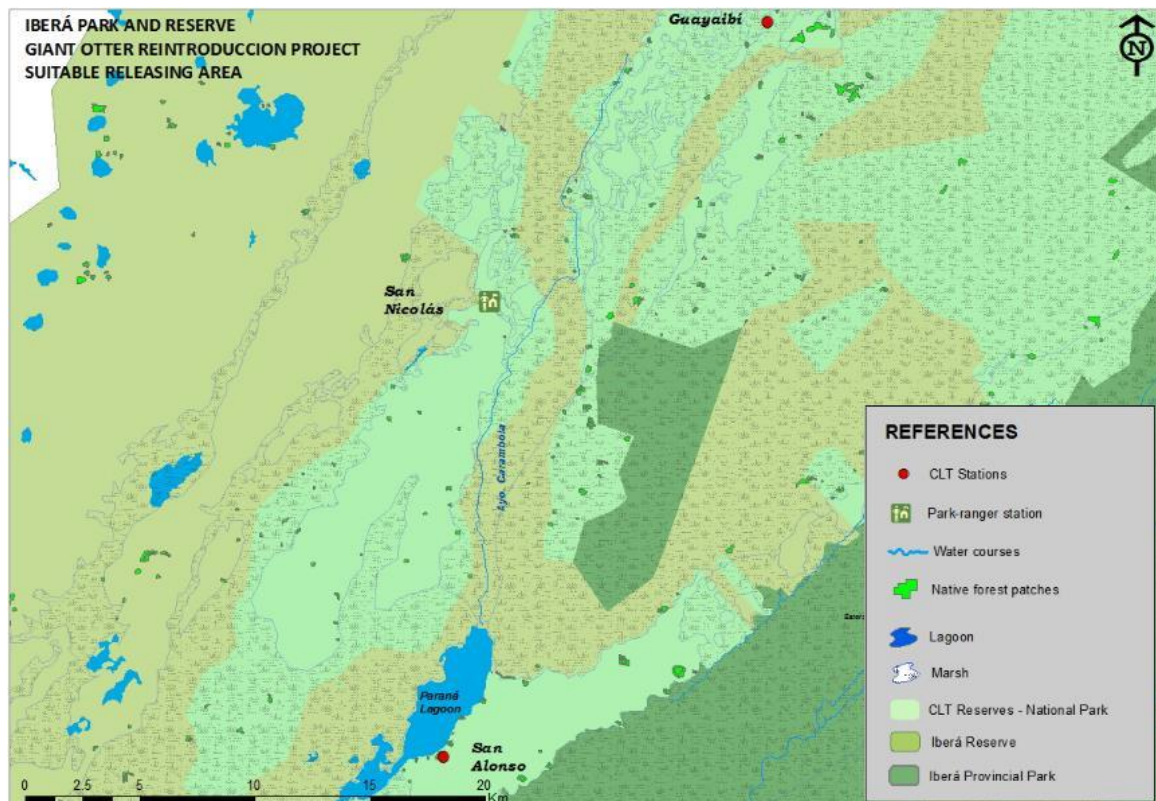 IBERÁ PARK AND RESERVE
GIANT OTTER REINTRODUCCION PROJECT
SUITABLE RELEASING AREA
Guayaibí
N
San
Nicolás
Ayo. Carambola
Paraná
Lagoon
San
Alonso
0 2.5 5 10 15 20
Km
REFERENCES
CLT Stations
Park-ranger station
Water courses
Native forest patches
Lagoon
Marsh
CLT Reserves - National Park
Iberá Reserve
Iberá Provincial Park